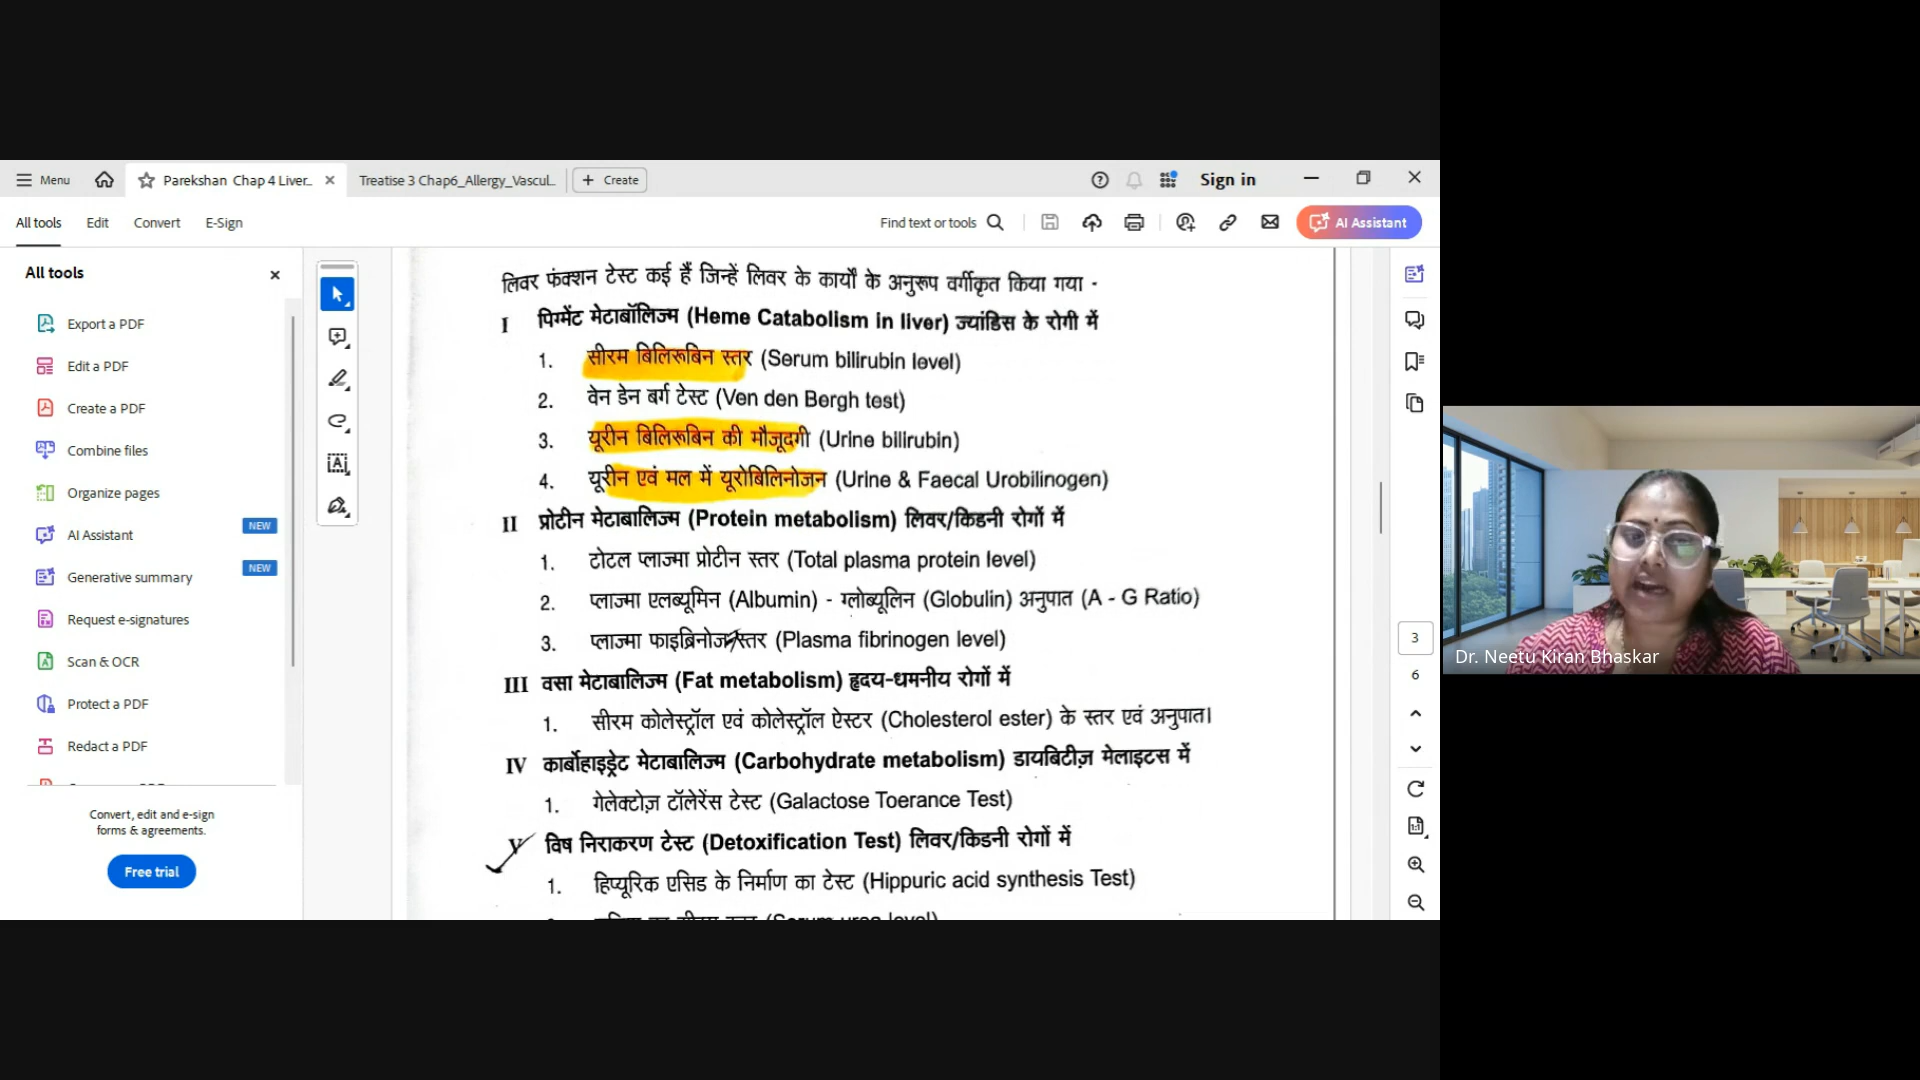 Menu
Parekshan Chap 4 Liver...
Treatise 3 Chap6_Allergy_Vascul...
Create
Sign in
All tools
Edit
Convert
E-Sign
Find text or tools
AI Assistant
All tools
Export a PDF
Edit a PDF
Create a PDF
Combine files
Organize pages
AI Assistant NEW
Generative summary NEW
Request e-signatures
Scan & OCR
Protect a PDF
Redact a PDF
Convert, edit and e-sign
forms & agreements.
Free trial
लिवर फंक्शन टेस्ट कई हैं जिन्हें लिवर के कार्यों के अनुरूप वर्गीकृत किया गया -
I पिग्मेंट मेटाबॉलिज्म (Heme Catabolism in liver) ज्यांडिस के रोगी में
1. सीरम बिलिरूबिन स्तर (Serum bilirubin level)
2. वेन डेन बर्ग टेस्ट (Ven den Bergh test)
3. यूरीन बिलिरूबिन की मौजूदगी (Urine bilirubin)
4. यूरीन एवं मल में यूरोबिलिनोजन (Urine & Faecal Urobilinogen)
II प्रोटीन मेटाबालिज्म (Protein metabolism) लिवर/किडनी रोगों में
1. टोटल प्लाज्मा प्रोटीन स्तर (Total plasma protein level)
2. प्लाज्मा एलब्यूमिन (Albumin) - ग्लोब्यूलिन (Globulin) अनुपात (A - G Ratio)
3. प्लाज्मा फाइब्रिनोजन स्तर (Plasma fibrinogen level)
III वसा मेटाबालिज्म (Fat metabolism) हृदय-धमनीय रोगों में
1. सीरम कोलेस्ट्रॉल एवं कोलेस्ट्रॉल ऐस्टर (Cholesterol ester) के स्तर एवं अनुपात।
IV कार्बोहाइड्रेट मेटाबालिज्म (Carbohydrate metabolism) डायबिटीज़ मेलाइटस में
1. गेलेक्टोज़ टॉलेरेंस टेस्ट (Galactose Toerance Test)
V विष निराकरण टेस्ट (Detoxification Test) लिवर/किडनी रोगों में
1. हिप्यूरिक एसिड के निर्माण का टेस्ट (Hippuric acid synthesis Test)
(Serum urea level)
3
6
Dr. Neetu Kiran Bhaskar